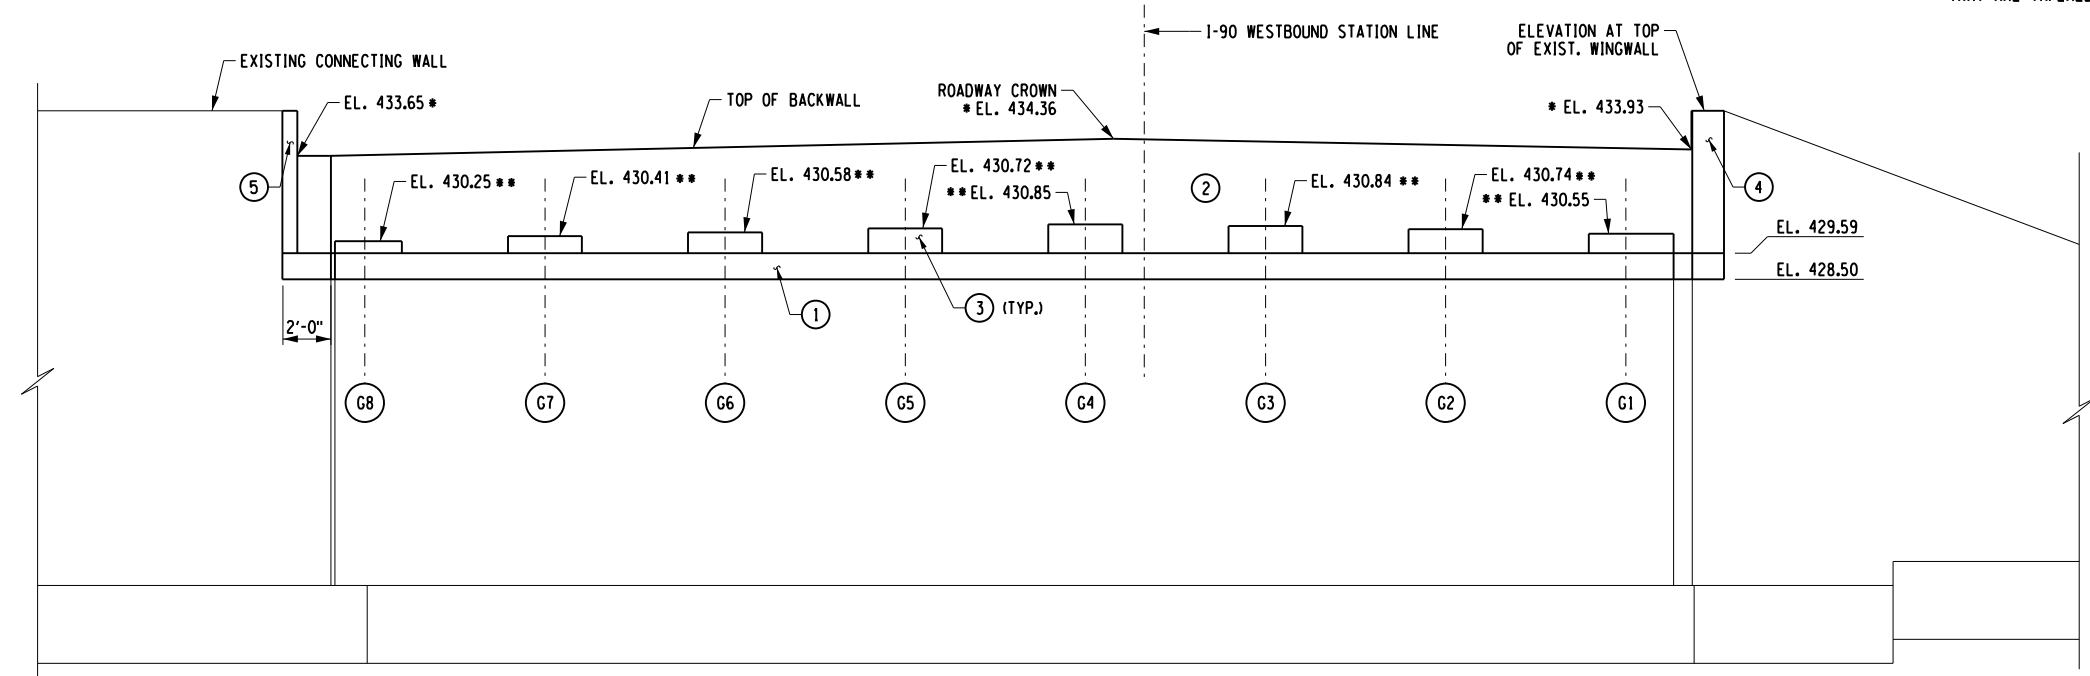 I-90 WESTBOUND STATION LINE
ELEVATION AT TOP
OF EXIST. WINGWALL
EXISTING CONNECTING WALL
EL. 433.65 *
TOP OF BACKWALL
ROADWAY CROWN
* EL. 434.36
* EL. 433.93
5
EL. 430.25 **
EL. 430.41 **
EL. 430.58 **
EL. 430.72 **
** EL. 430.85
2
EL. 430.84 **
EL. 430.74 **
** EL. 430.55
4
EL. 429.59
EL. 428.50
1
3 (TYP.)
2'-0"
G8 G7 G6 G5 G4 G3 G2 G1